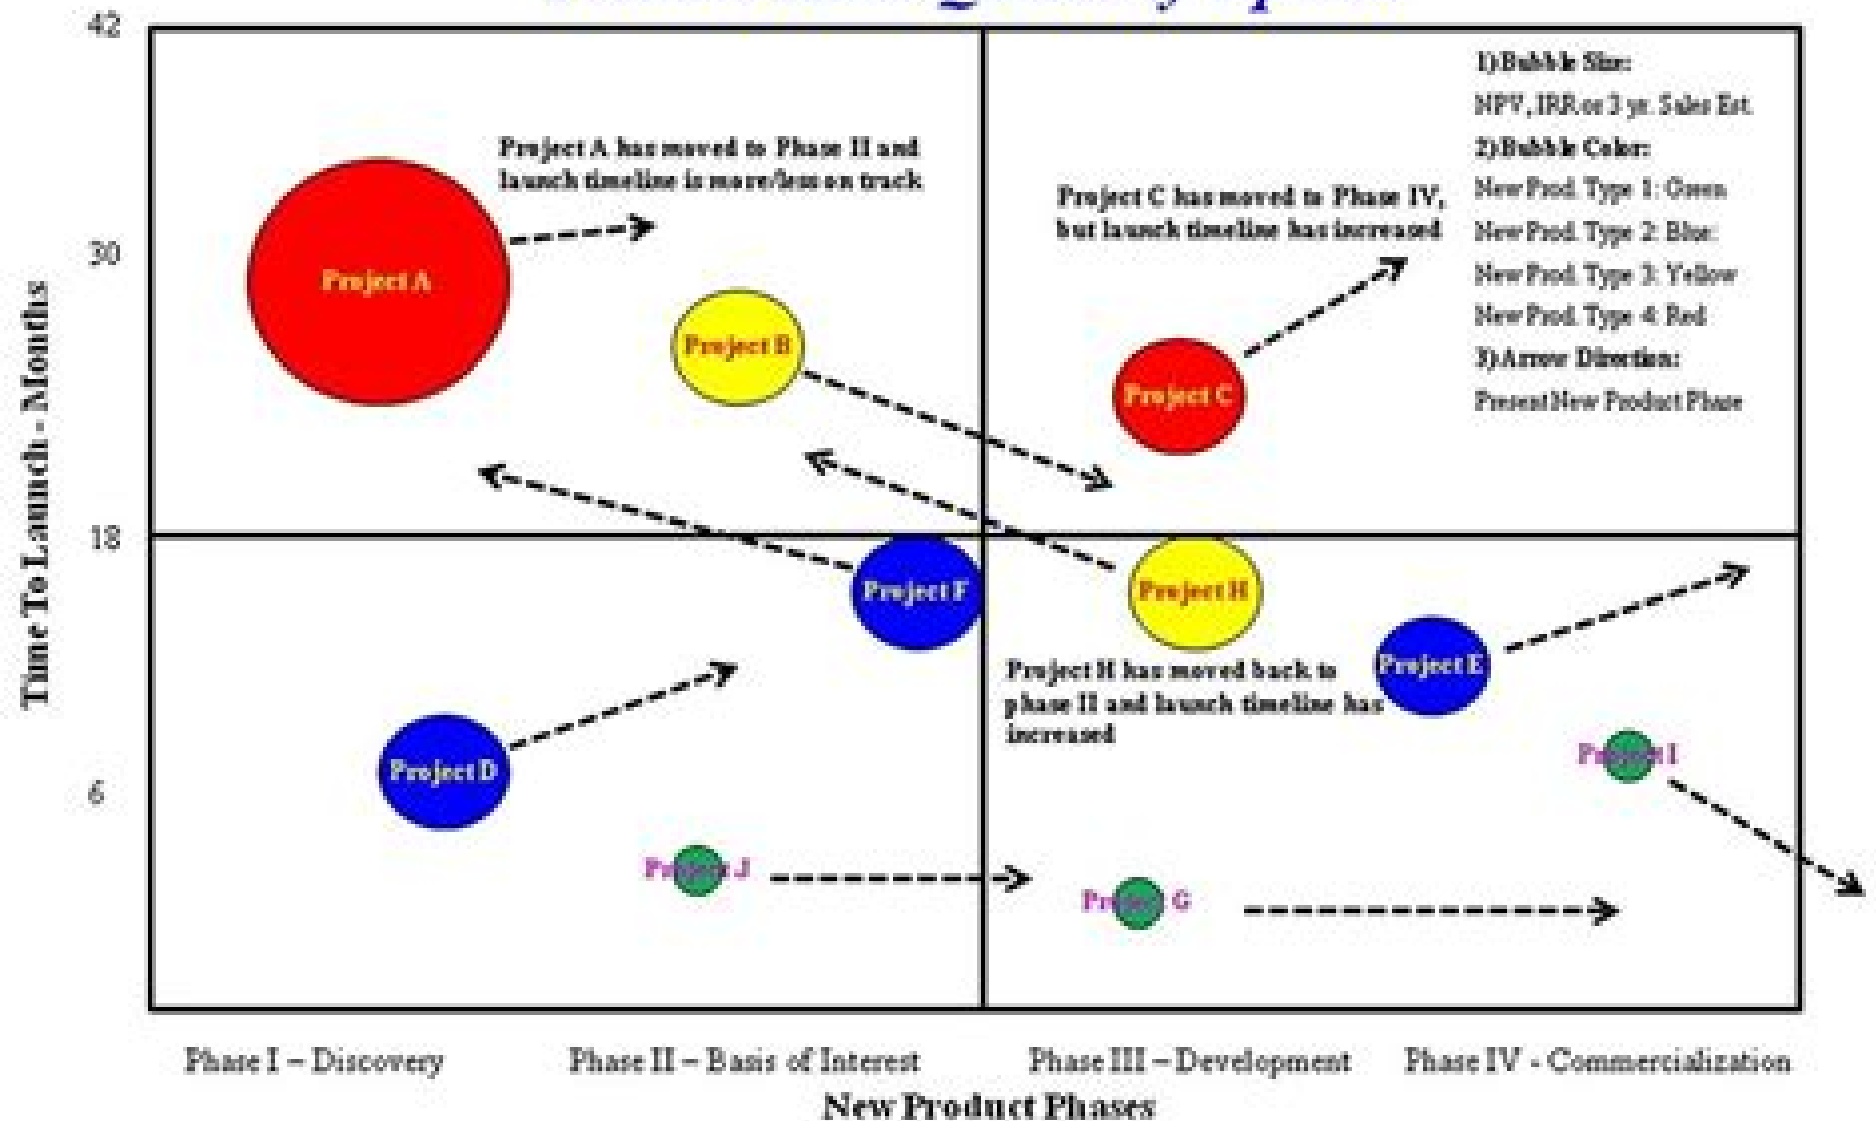 42
30
18
6
Time To Launch - Months
Project A has moved to Phase II and
launch timeline is more/less on track
Project A
Project B
Project C has moved to Phase IV,
but launch timeline has increased
Project C
1) Bubble Size:
NPV, IRR or 3 yr. Sales Est.
2) Bubble Color:
New Prod. Type 1: Green
New Prod. Type 2: Blue:
New Prod. Type 3: Yellow
New Prod. Type 4: Red
3) Arrow Direction:
Present New Product Phase
Project F
Project H
Project H has moved back to
phase II and launch timeline has
increased
Project E
Project D
Project I
Project J
Project G
Phase I – Discovery
Phase II – Basis of Interest
Phase III – Development
Phase IV - Commercialization
New Product Phases